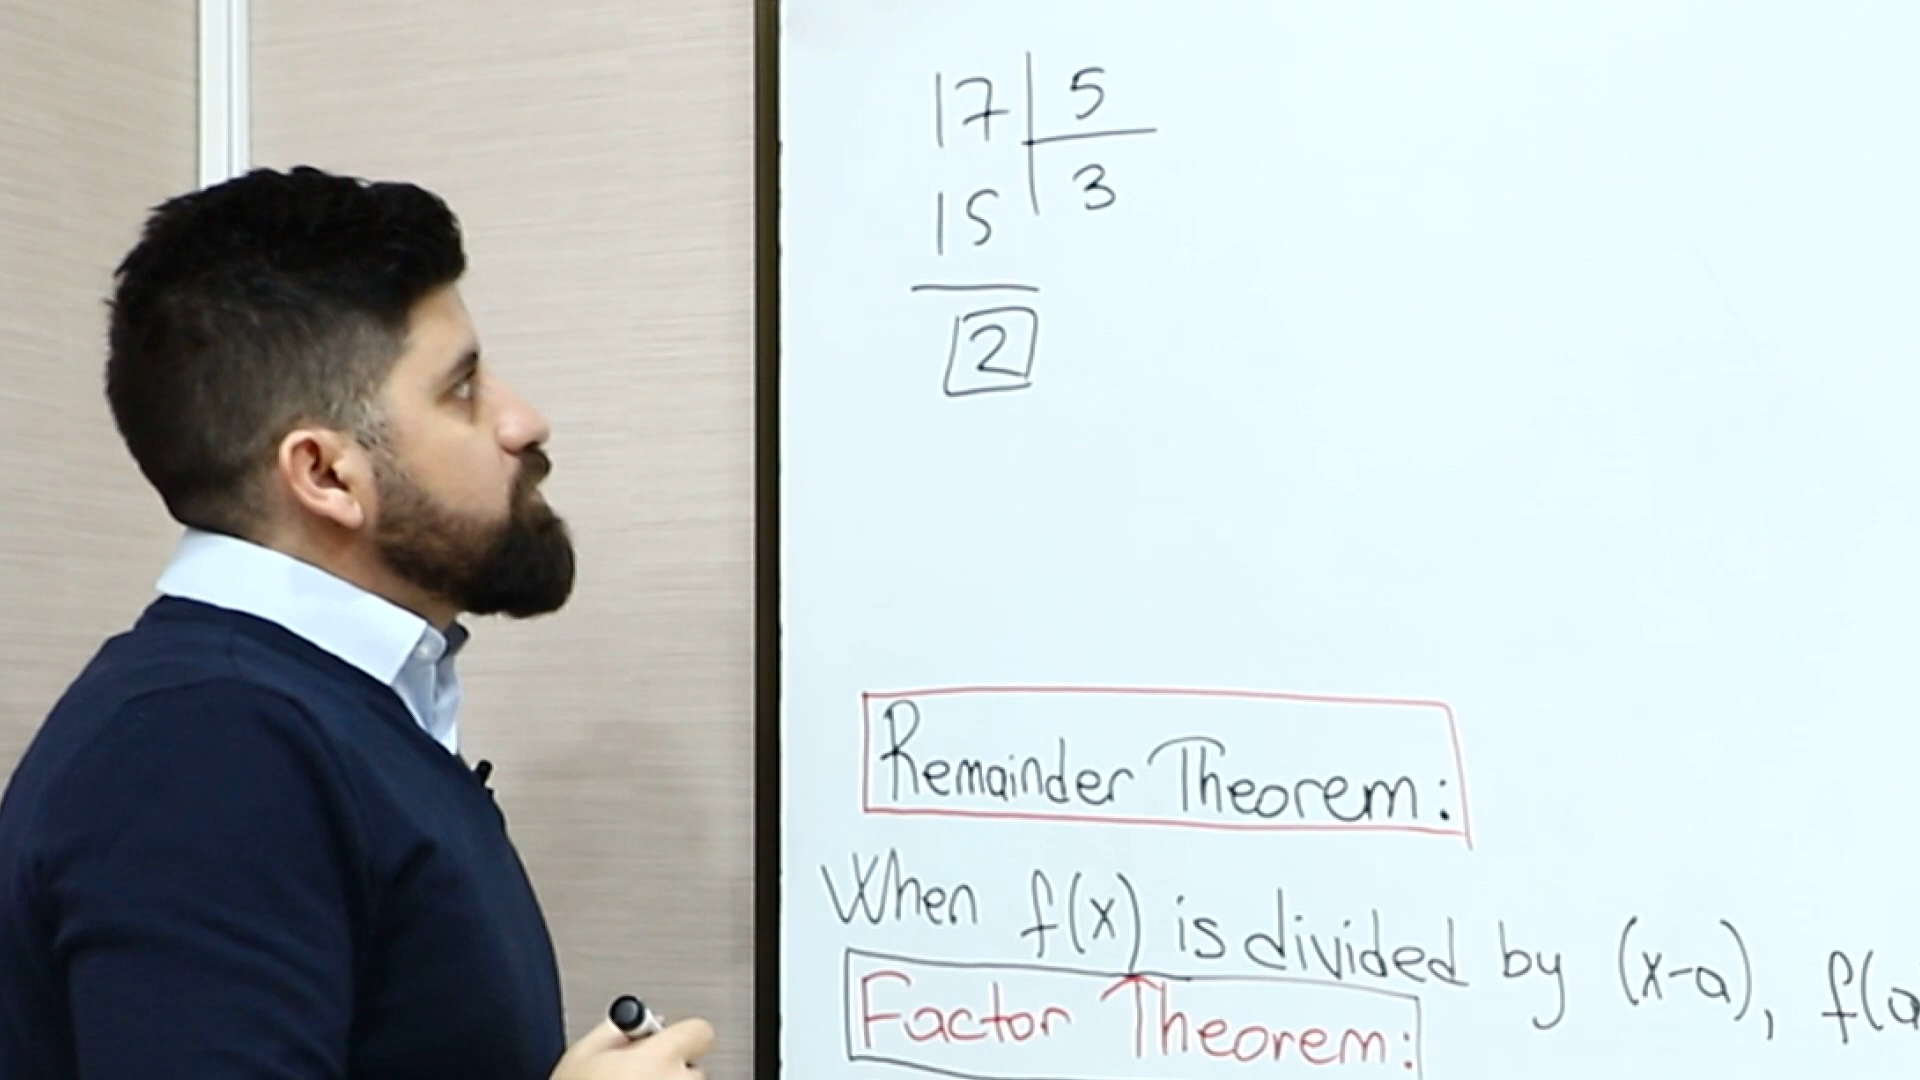 17 5
15 3
2
Remainder Theorem:
When f(x) is divided by (x-a), f(a
Factor Theorem: